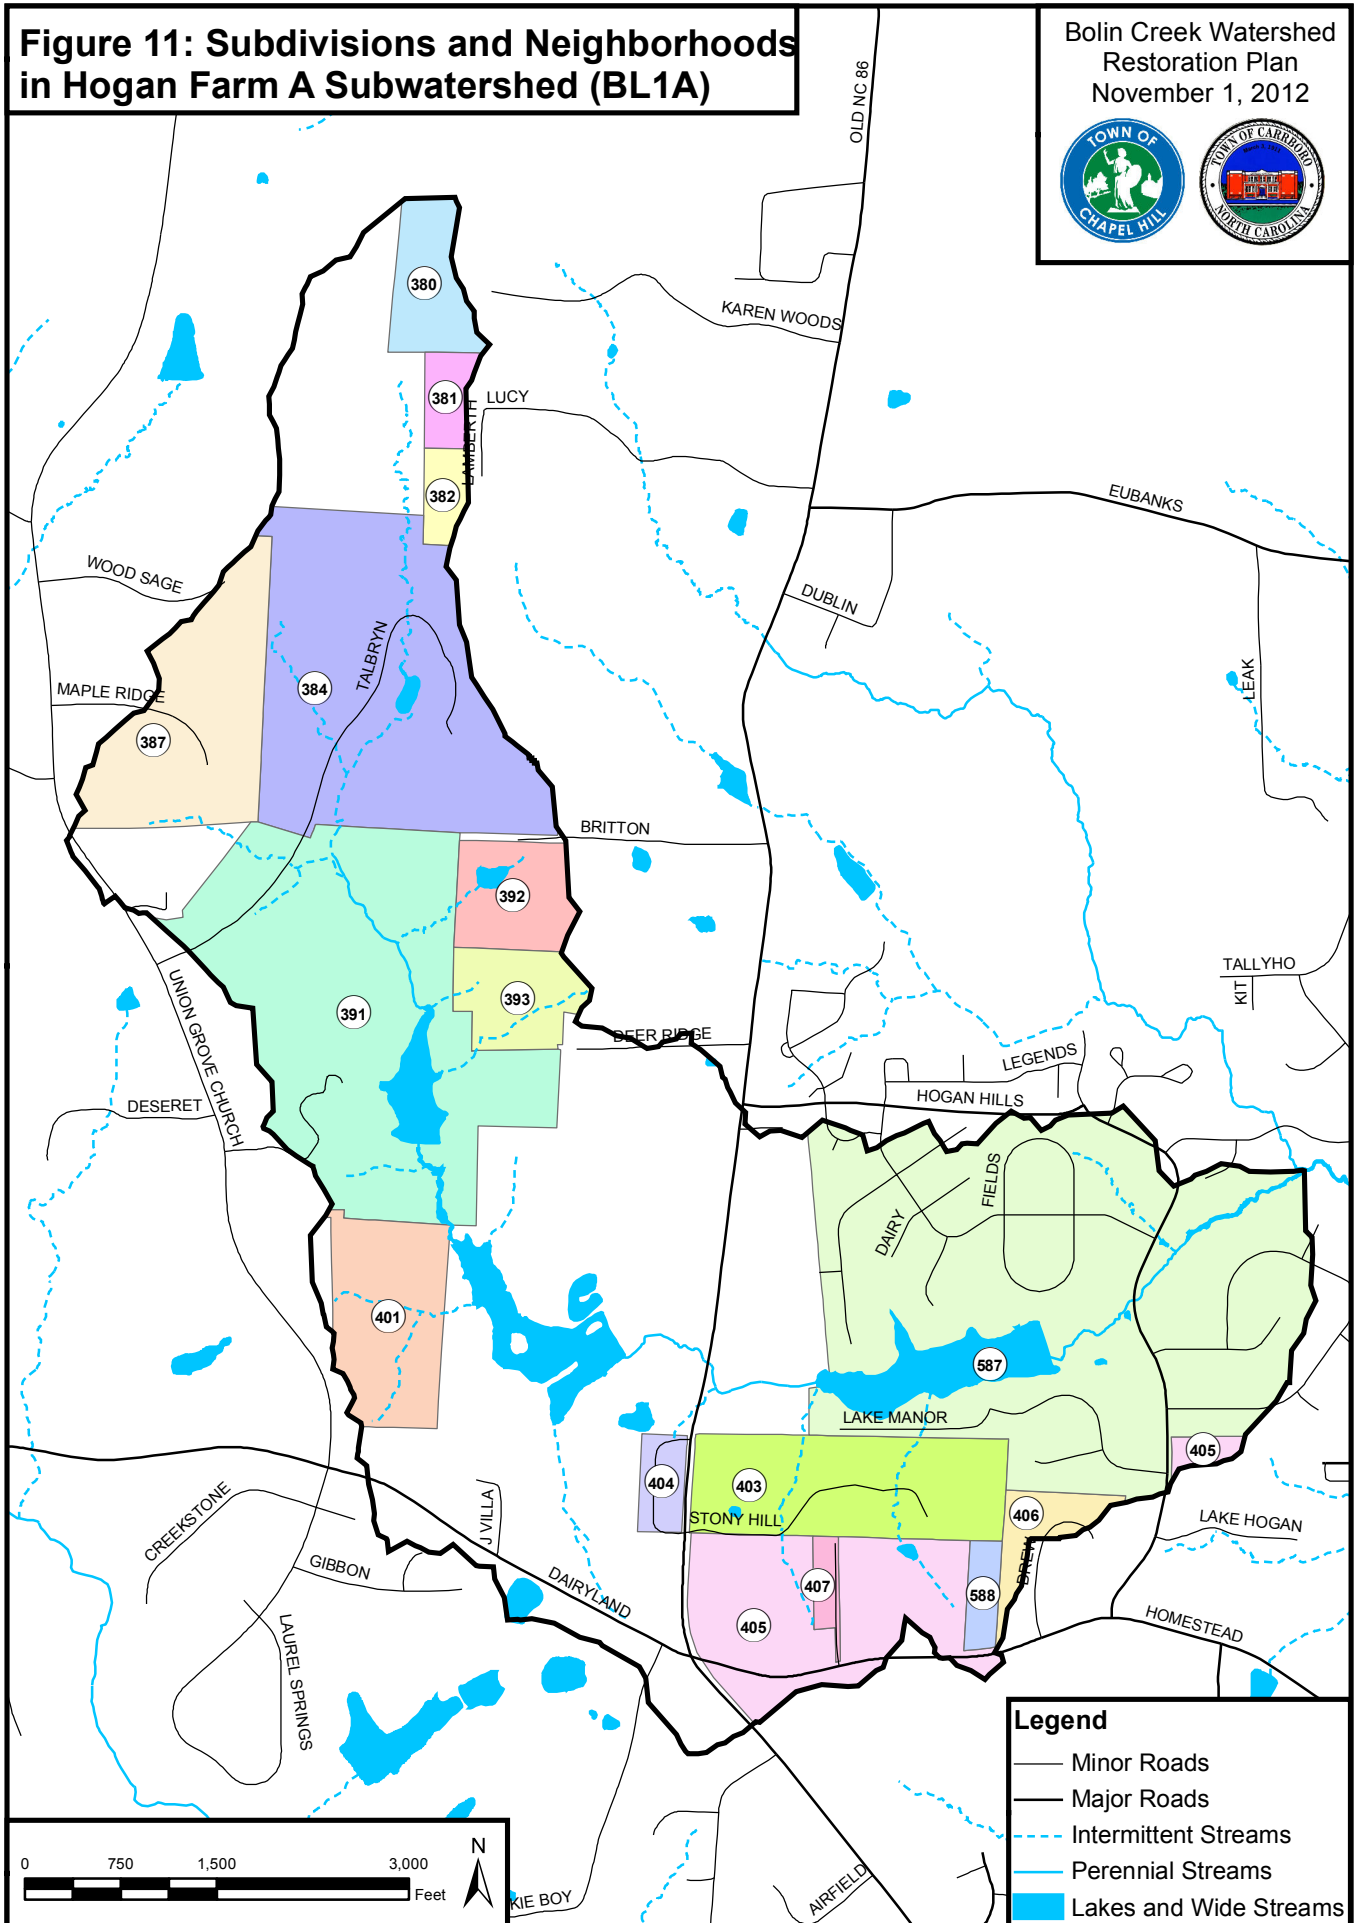 Figure 11: Subdivisions and Neighborhoods
in Hogan Farm A Subwatershed (BL1A)
Bolin Creek Watershed
Restoration Plan
November 1, 2012
TOWN OF
CHAPEL HILL
TOWN OF CARRBORO
NORTH CAROLINA
OLD NC 86
KAREN WOODS
380
381
LUCY
LAMBERTH
382
EUBANKS
WOOD SAGE
DUBLIN
TALBRYN
384
LEAK
MAPLE RIDGE
387
BRITTON
392
TALLYHO
KIT
393
391
UNION GROVE CHURCH
DEER RIDGE
LEGENDS
HOGAN HILLS
DESERET
FIELDS
DAIRY
401
587
LAKE MANOR
405
404
403
CREEKSTONE
J VILLA
STONY HILL
406
LAKE HOGAN
DREW
GIBBON
DAIRYLAND
407
588
405
HOMESTEAD
LAUREL SPRINGS
Legend
Minor Roads
Major Roads
Intermittent Streams
Perennial Streams
Lakes and Wide Streams
0 750 1,500 3,000
Feet
N
KIE BOY
AIRFIELD